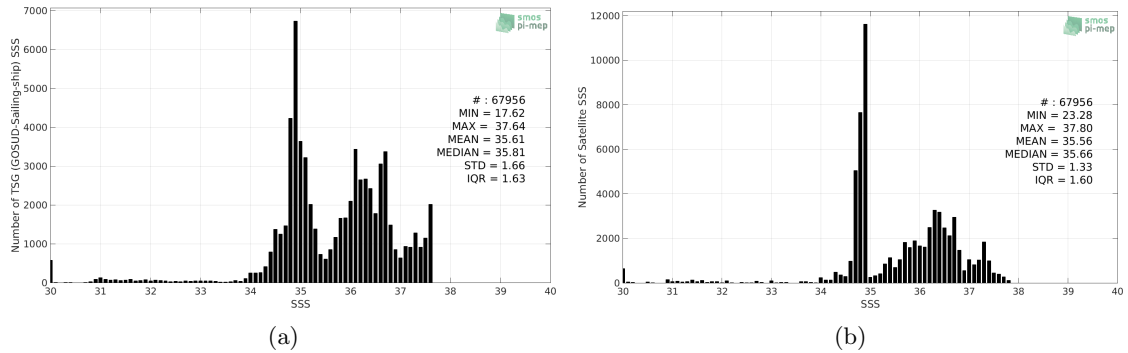 Number of TSG (GOSUD-Sailing-ship) SSS
7000
6000
5000
4000
3000
2000
1000
0
30 31 32 33 34 35 36 37 38 39 40
SSS
smos
pi-mep
# : 67956
MIN = 17.62
MAX = 37.64
MEAN = 35.61
MEDIAN = 35.81
STD = 1.66
IQR = 1.63
(a)
Number of Satellite SSS
12000
10000
8000
6000
4000
2000
0
30 31 32 33 34 35 36 37 38 39 40
SSS
smos
pi-mep
# : 67956
MIN = 23.28
MAX = 37.80
MEAN = 35.56
MEDIAN = 35.66
STD = 1.33
IQR = 1.60
(b)